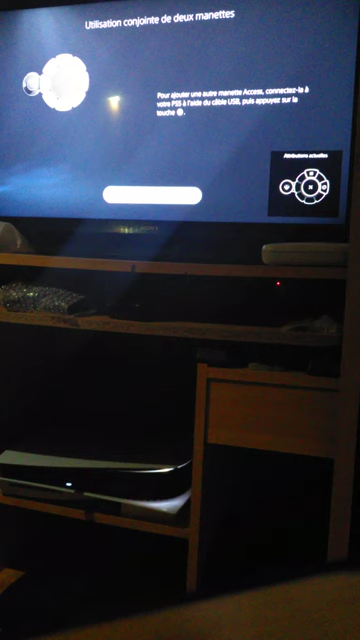 Utilisation conjointe de deux manettes
Pour ajouter une autre manette Access, connectez-la à
votre PS5 à l'aide du câble USB, puis appuyez sur la
touche .
Attributions actuelles